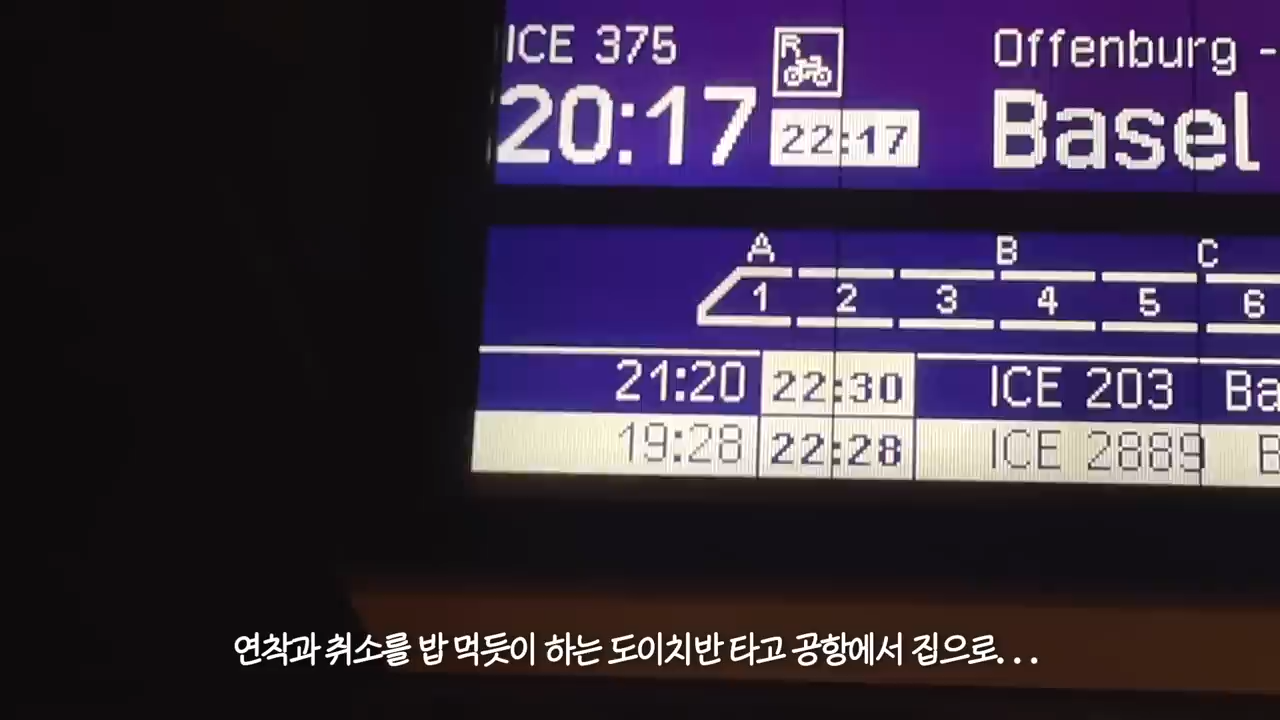 ICE 375 R Offenburg -
20:17 22:17 Basel
A B C
1 2 3 4 5 6
21:20 22:30 ICE 203 Ba
19:28 22:28 ICE 2889 B
연착과 취소를 밥 먹듯이 하는 도이치반 타고 공항에서 집으로...